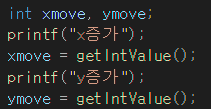 int xmove, ymove;
printf("x증가");
xmove = getIntValue();
printf("y증가");
ymove = getIntValue();